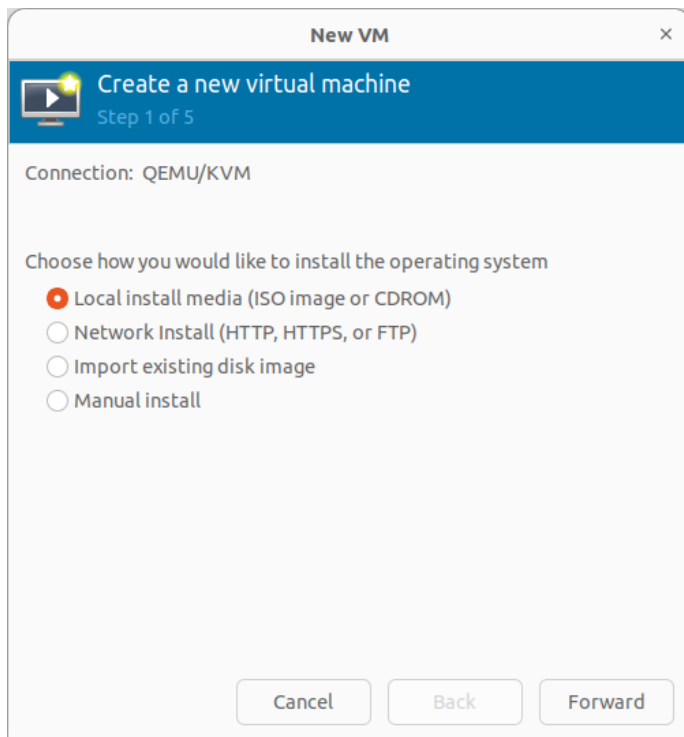 New VM
Create a new virtual machine
Step 1 of 5
Connection: QEMU/KVM
Choose how you would like to install the operating system
Local install media (ISO image or CDROM)
Network Install (HTTP, HTTPS, or FTP)
Import existing disk image
Manual install
Cancel Back Forward